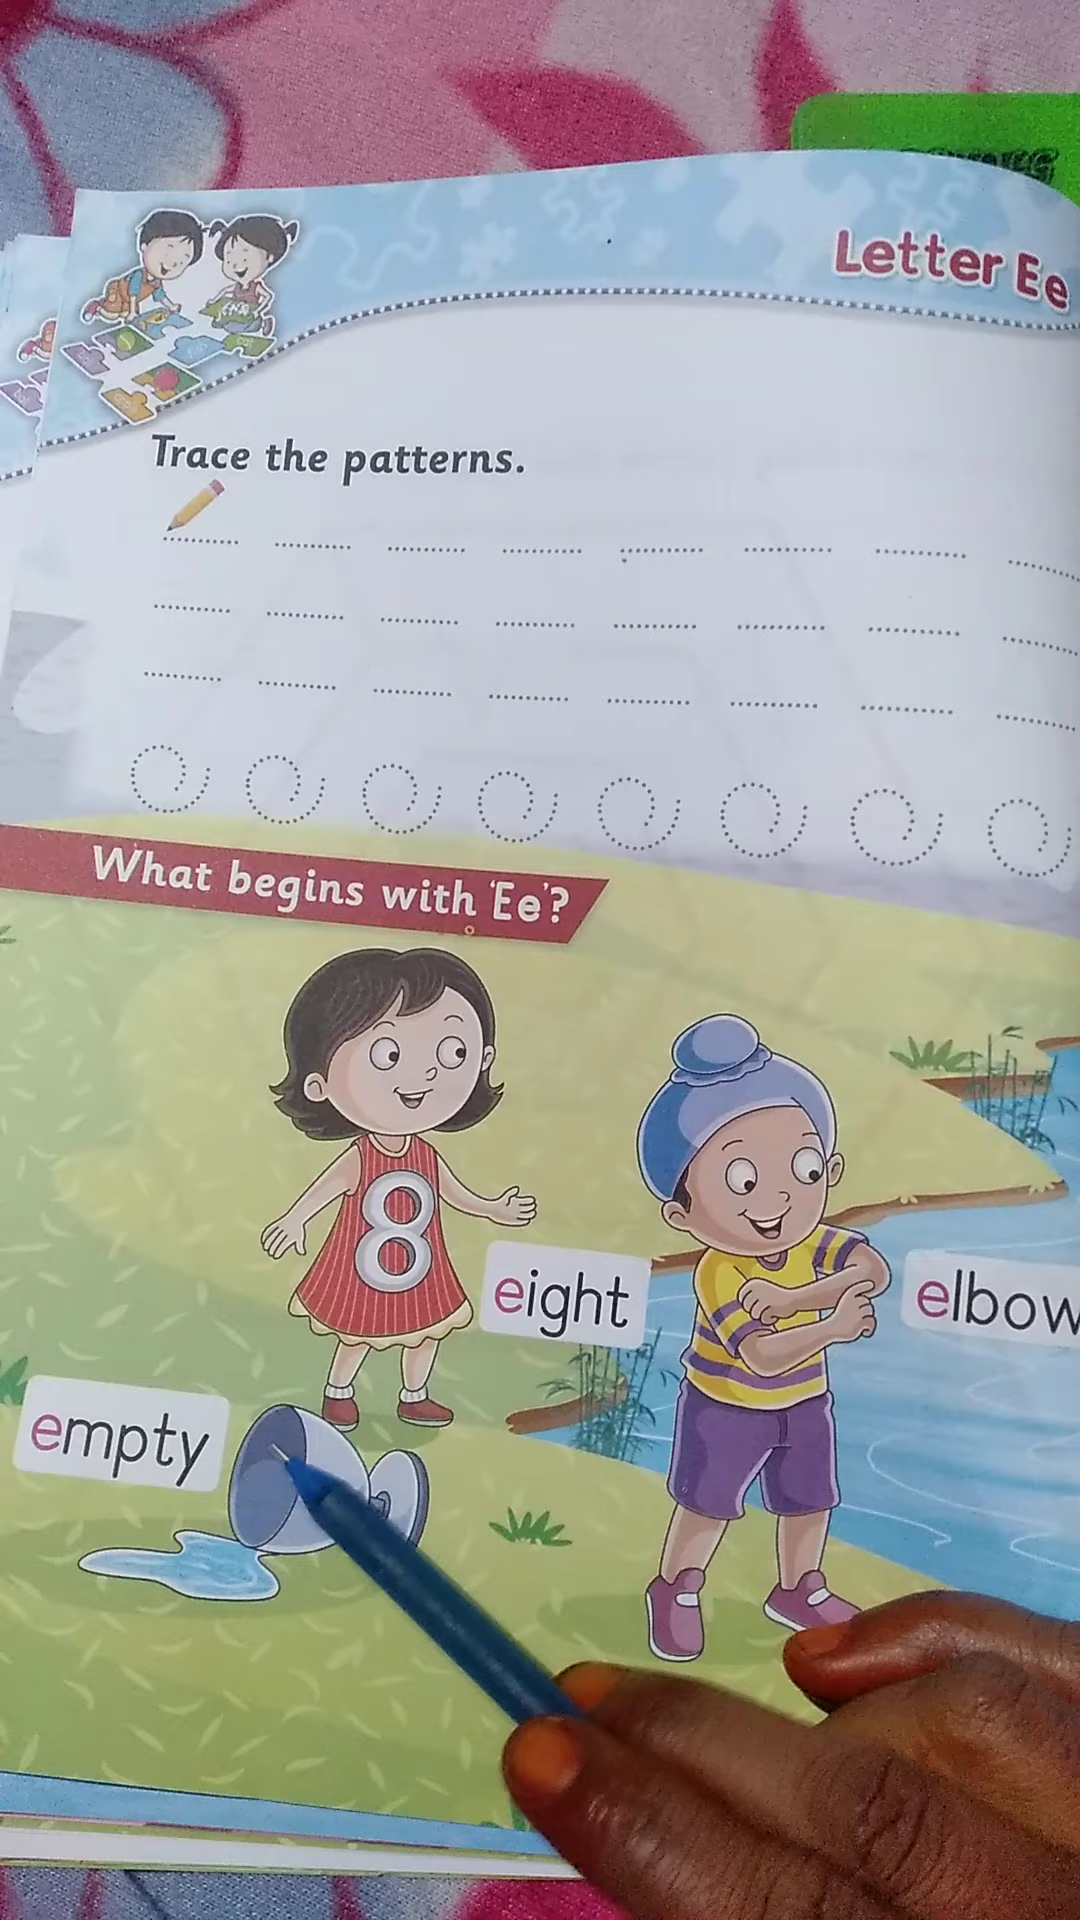 Letter Ee
Trace the patterns.
What begins with 'Ee'?
8
eight
elbow
empty